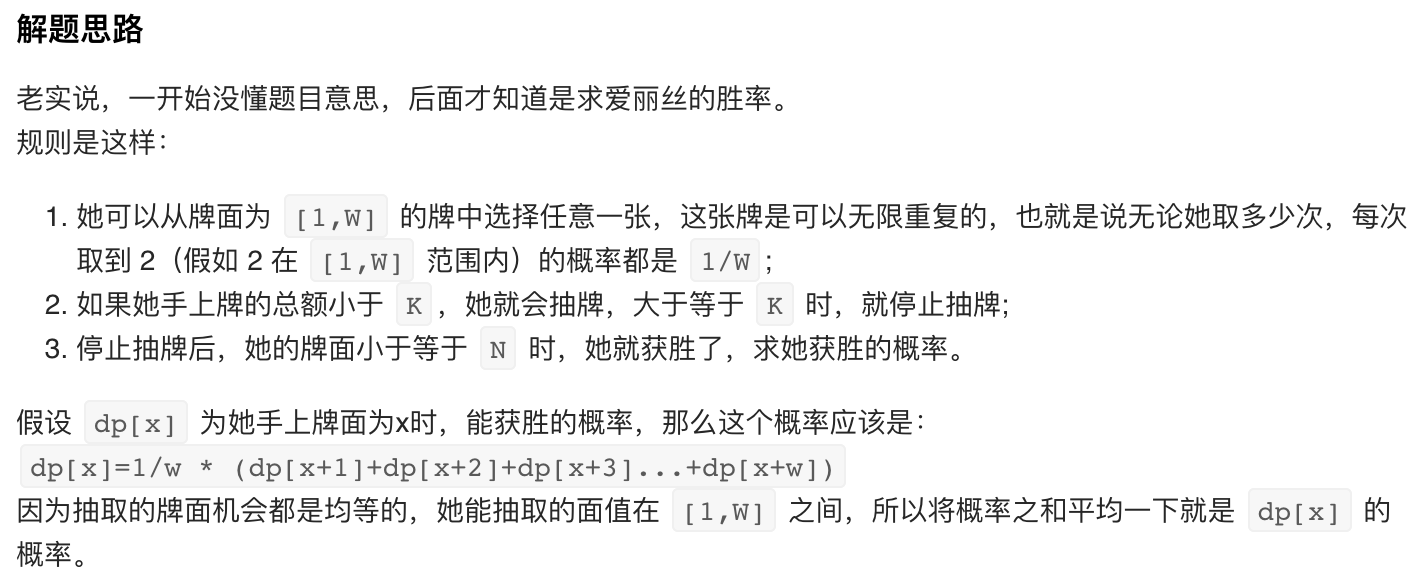 解题思路
老实说，一开始没懂题目意思，后面才知道是求爱丽丝的胜率。
规则是这样：
1. 她可以从牌面为 [1,W] 的牌中选择任意一张，这张牌是可以无限重复的，也就是说无论她取多少次，每次
取到 2（假如 2 在 [1,W] 范围内）的概率都是 1/W；
2. 如果她手上牌的总额小于 K，她就会抽牌，大于等于 K 时，就停止抽牌；
3. 停止抽牌后，她的牌面小于等于 N 时，她就获胜了，求她获胜的概率。
假设 dp[x] 为她手上牌面为x时，能获胜的概率，那么这个概率应该是：
dp[x]=1/w * (dp[x+1]+dp[x+2]+dp[x+3]...+dp[x+w])
因为抽取的牌面机会都是均等的，她能抽取的面值在 [1,W] 之间，所以将概率之和平均一下就是 dp[x] 的
概率。